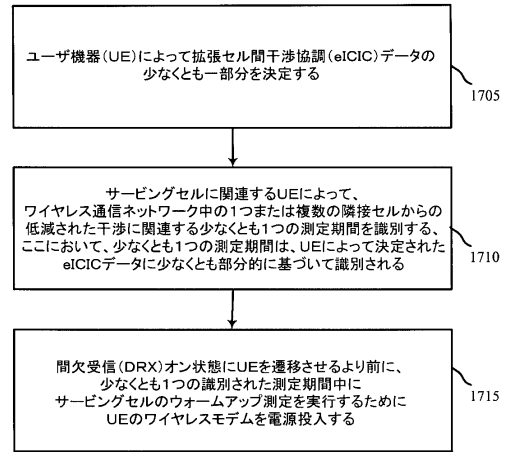 ユーザ機器(UE)によって拡張セル間干渉協調(eICIC)データの
少なくとも一部分を決定する
1705
サービングセルに関連するUEによって、
ワイヤレス通信ネットワーク中の1つまたは複数の隣接セルからの
低減された干渉に関連する少なくとも1つの測定期間を識別する、
ここにおいて、少なくとも1つの測定期間は、UEによって決定された
eICICデータに少なくとも部分的に基づいて識別される
1710
間欠受信(DRX)オン状態にUEを遷移させるより前に、
少なくとも1つの識別された測定期間中に
サービングセルのウォームアップ測定を実行するために
UEのワイヤレスモデムを電源投入する
1715